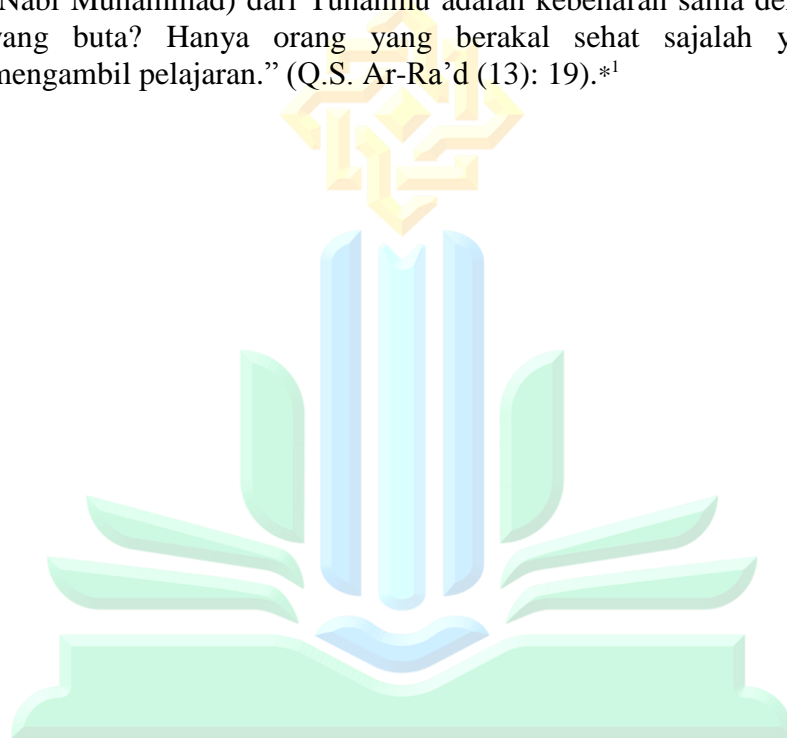 Nabi Muhammad) dari Tuhanmu adalah kebenaran sama
yang buta? Hanya orang yang berakal sehat sajalah
mengambil pelajaran.” (Q.S. Ar-Ra’d (13): 19).*¹